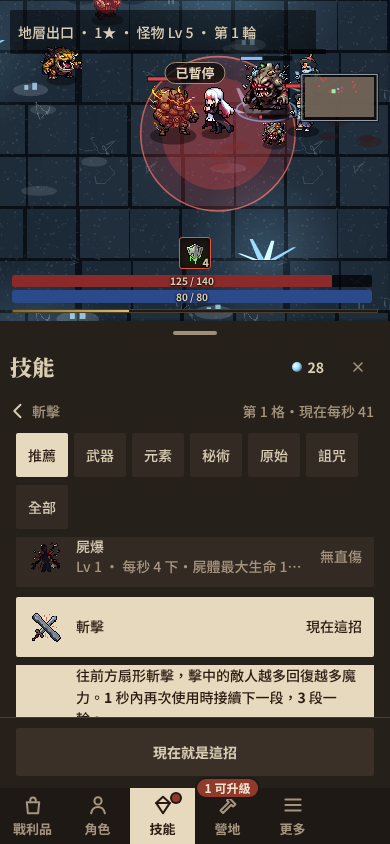 地層出口 • 1★ • 怪物 Lv 5 • 第 1 輪
已暫停
4
125 / 140
80 / 80
技能
28
×
斬擊
第 1 格・現在每秒 41
推薦
武器
元素
秘術
原始
詛咒
全部
屍爆
Lv 1 • 每秒 4 下・屍體最大生命 1…
無直傷
斬擊
現在這招
往前方扇形斬擊，擊中的敵人越多回復越多魔
力。1 秒內再次使用時接續下一段，3 段一
輪。
現在就是這招
1 可升級
戰利品
角色
技能
營地
更多